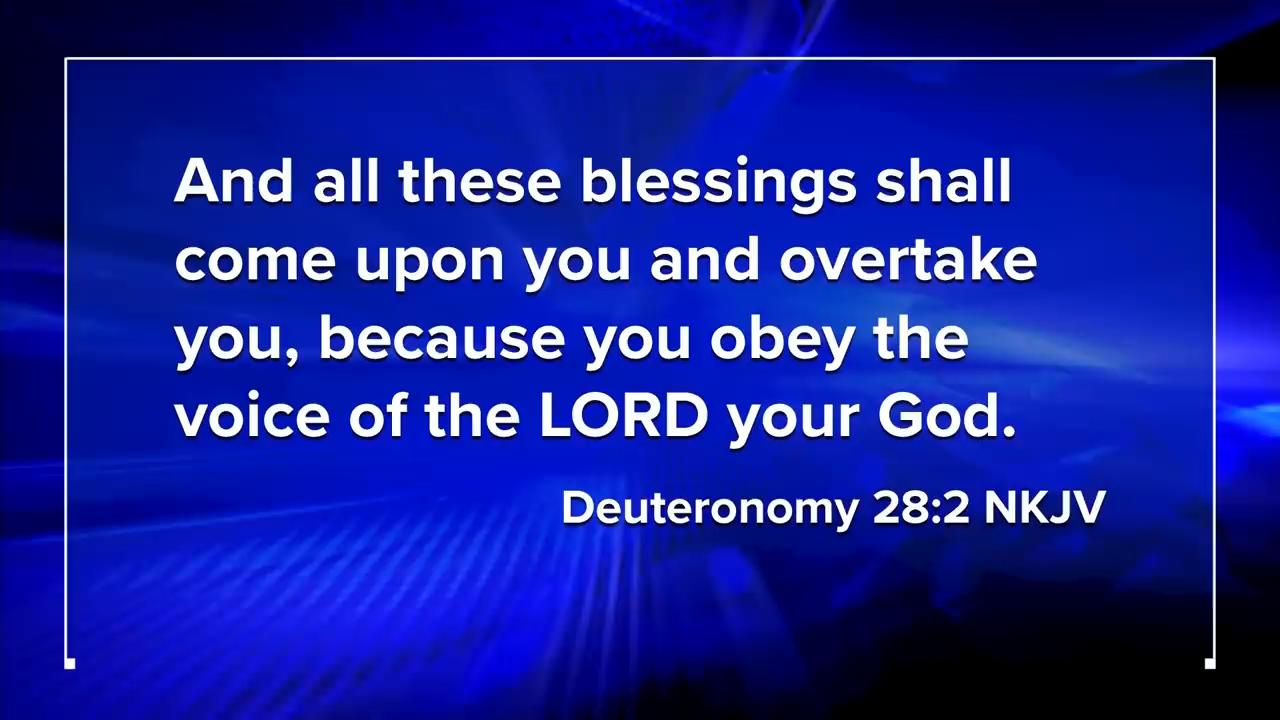 And all these blessings shall
come upon you and overtake
you, because you obey the
voice of the LORD your God.
Deuteronomy 28:2 NKJV